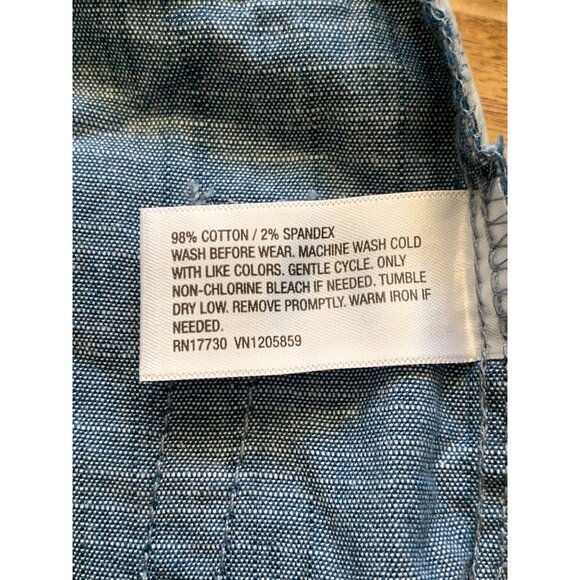 98% COTTON / 2% SPANDEX
WASH BEFORE WEAR. MACHINE WASH COLD
WITH LIKE COLORS. GENTLE CYCLE. ONLY
NON-CHLORINE BLEACH IF NEEDED. TUMBLE
DRY LOW. REMOVE PROMPTLY. WARM IRON IF
NEEDED.
RN17730 VN1205859